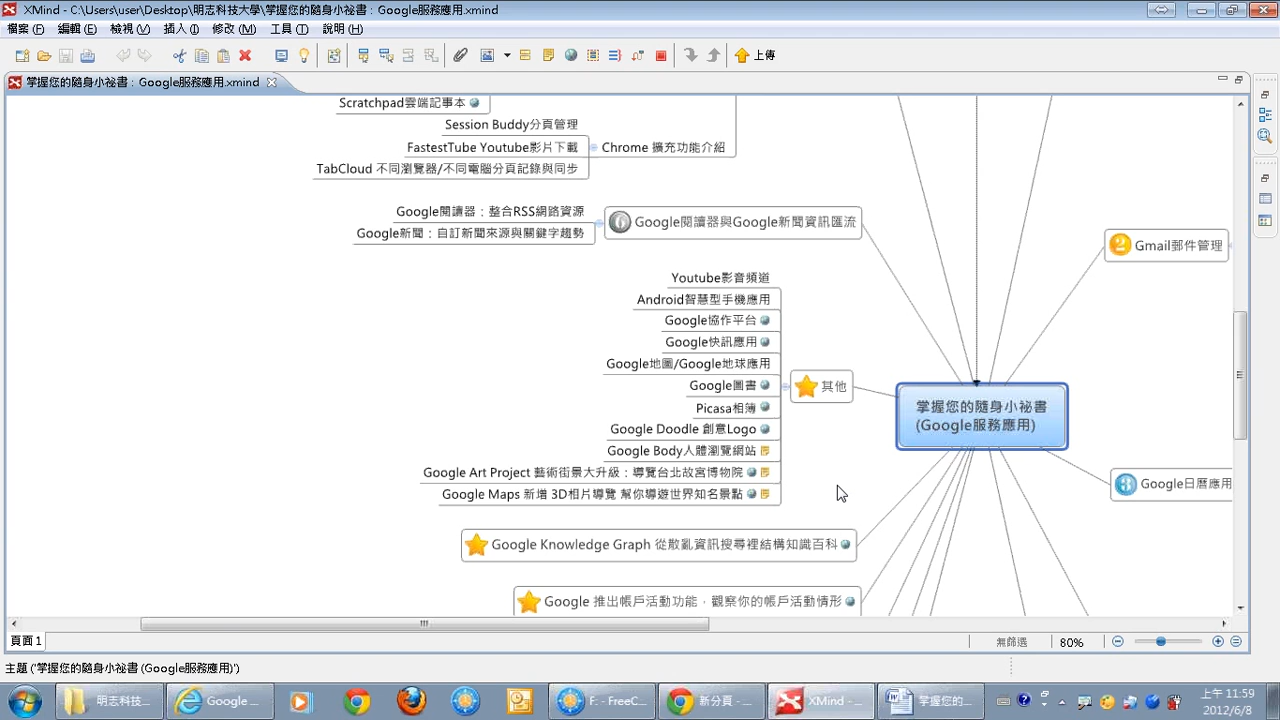 XMind - C:\Users\user\Desktop\明志科技大學\掌握您的隨身小祕書：Google服務應用.xmind
檔案 (F) 編輯(E) 檢視 (V) 插入 (I) 修改 (M) 工具 (T) 說明 (H)
上傳
掌握您的隨身小祕書：Google服務應用.xmind
Scratchpad雲端記事本
Session Buddy分頁管理
FastestTube Youtube影片下載
Chrome 擴充功能介紹
TabCloud 不同瀏覽器/不同電腦分頁記錄與同步
Google閱讀器：整合RSS網路資源
6 Google閱讀器與Google新聞資訊匯流
Google新聞：自訂新聞來源與關鍵字趨勢
2 Gmail郵件管理
Youtube影音頻道
Android智慧型手機應用
Google協作平台
Google快訊應用
Google地圖/Google地球應用
Google圖書
其他
Picasa相簿
掌握您的隨身小祕書
(Google服務應用)
Google Doodle 創意Logo
Google Body人體瀏覽網站
Google Art Project 藝術街景大升級：導覽台北故宮博物院
3 Google日曆應用
Google Maps 新增 3D相片導覽 幫你導遊世界知名景點
Google Knowledge Graph 從散亂資訊搜尋裡結構知識百科
Google 推出帳戶活動功能，觀察你的帳戶活動情形
頁面 1
無篩選
80%
主題 ('掌握您的隨身小祕書 (Google服務應用)')
明志科技...
Google ...
F: - FreeC...
新分頁 - ...
XMind - ...
掌握您的...
上午 11:59
2012/6/8